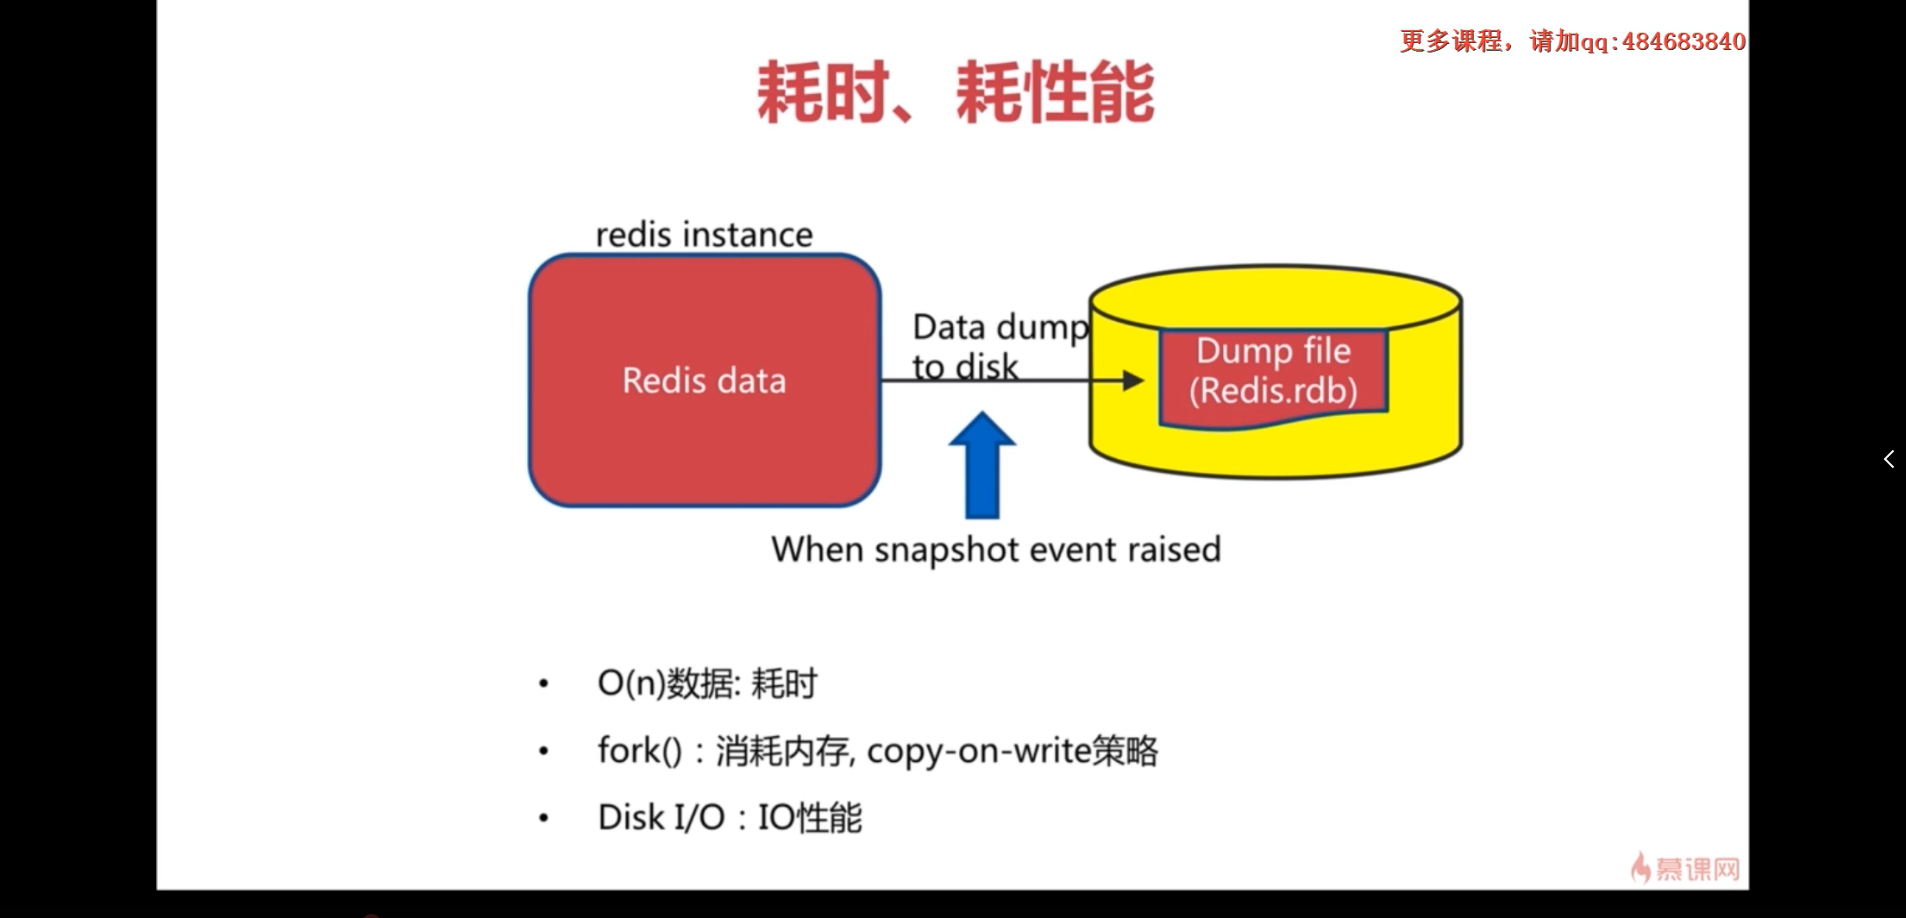 更多课程，请加qq:484683840
耗时、耗性能
redis instance
Redis data
Data dump
to disk
Dump file
(Redis.rdb)
When snapshot event raised
• O(n)数据: 耗时
• fork()：消耗内存, copy-on-write策略
• Disk I/O：IO性能
慕课网